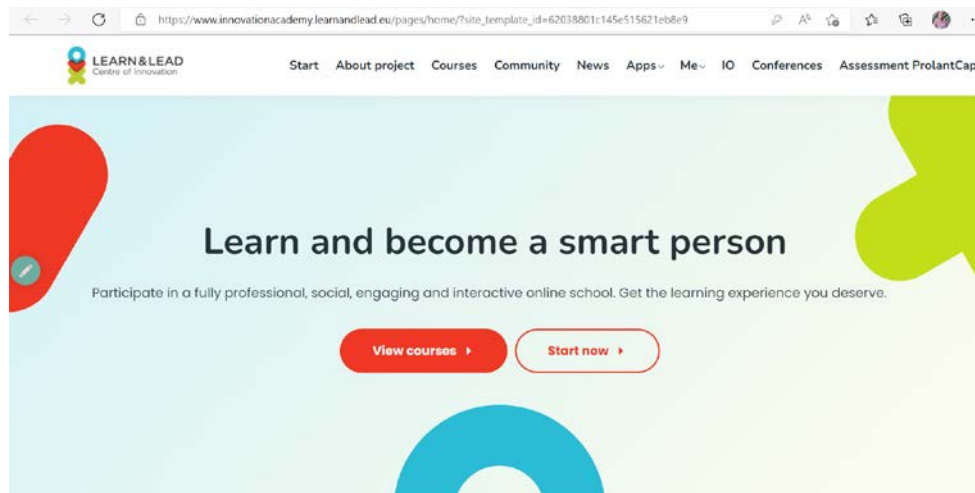 https://www.innovationacademy.learnandlead.eu/pages/home/?site_template_id=62038801c145e515621eb8e9
LEARN&LEAD
Centre of Innovation
Start About project Courses Community News Apps Me IO Conferences Assessment ProlantCap
Learn and become a smart person
Participate in a fully professional, social, engaging and interactive online school. Get the learning experience you deserve.
View courses Start now